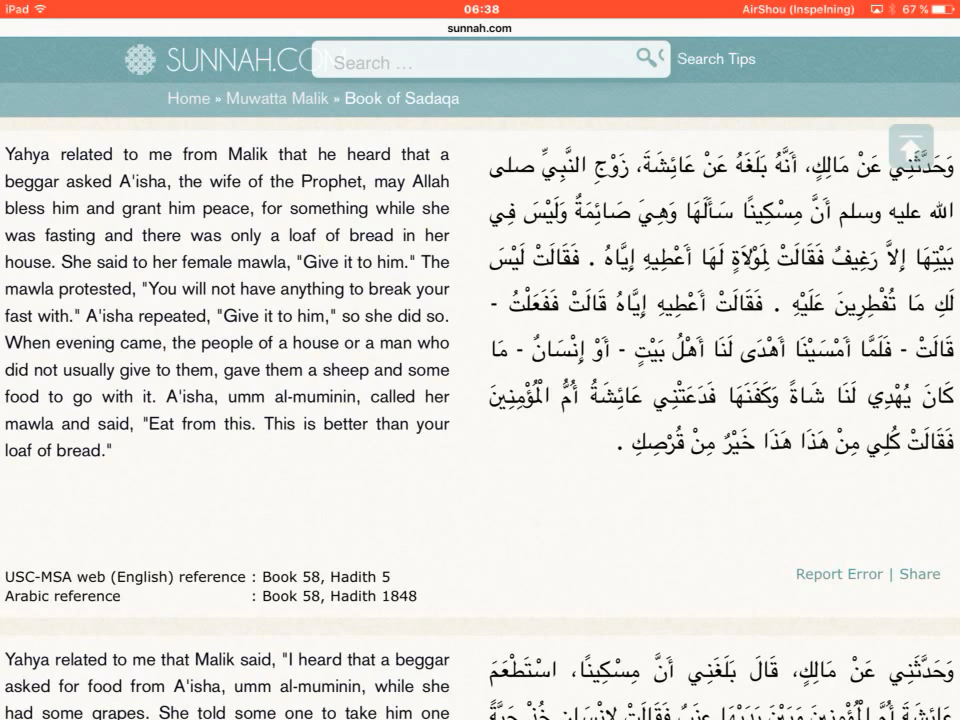 iPad 06:38 AirShou (Inspelning) 67 %
sunnah.com
SUNNAH.CO Search ... Search Tips
Home » Muwatta Malik » Book of Sadaqa
Yahya related to me from Malik that he heard that a
beggar asked A'isha, the wife of the Prophet, may Allah
bless him and grant him peace, for something while she
was fasting and there was only a loaf of bread in her
house. She said to her female mawla, "Give it to him." The
mawla protested, "You will not have anything to break your
fast with." A'isha repeated, "Give it to him," so she did so.
When evening came, the people of a house or a man who
did not usually give to them, gave them a sheep and some
food to go with it. A'isha, umm al-muminin, called her
mawla and said, "Eat from this. This is better than your
loaf of bread."
وَحَدَّثَنِي عَنْ مَالِكٍ، أَنَّهُ بَلَغَهُ عَنْ عَائِشَةَ، زَوْجِ النَّبِيِّ صلى
الله عليه وسلم أَنَّ مِسْكِينًا سَأَلَهَا وَهِيَ صَائِمَةٌ وَلَيْسَ فِي
بَيْتِهَا إِلاَّ رَغِيفٌ فَقَالَتْ لِمَوْلاَةٍ لَهَا أَعْطِيهِ إِيَّاهُ . فَقَالَتْ لَيْسَ
لَكِ مَا تُفْطِرِينَ عَلَيْهِ . فَقَالَتْ أَعْطِيهِ إِيَّاهُ قَالَتْ فَفَعَلْتُ -
قَالَتْ - فَلَمَّا أَمْسَيْنَا أَهْدَى لَنَا أَهْلُ بَيْتٍ - أَوْ إِنْسَانٌ - مَا
كَانَ يُهْدِي لَنَا شَاةً وَكَفَنَهَا فَدَعَتْنِي عَائِشَةُ أُمُّ الْمُؤْمِنِينَ
فَقَالَتْ كُلِي مِنْ هَذَا هَذَا خَيْرٌ مِنْ قُرْصِكِ .
USC-MSA web (English) reference : Book 58, Hadith 5
Arabic reference : Book 58, Hadith 1848
Report Error | Share
Yahya related to me that Malik said, "I heard that a beggar
asked for food from A'isha, umm al-muminin, while she
had some grapes. She told some one to take him one
وَحَدَّثَنِي عَنْ مَالِكٍ، قَالَ بَلَغَنِي أَنَّ مِسْكِينًا، اسْتَطْعَمَ
عَائِشَةَ أُمَّ الْمُؤْمِنِينَ وَبَيْنَ يَدَيْهَا عِنَبٌ فَقَالَتْ لإِنْسَانٍ خُذْ حَبَّةً